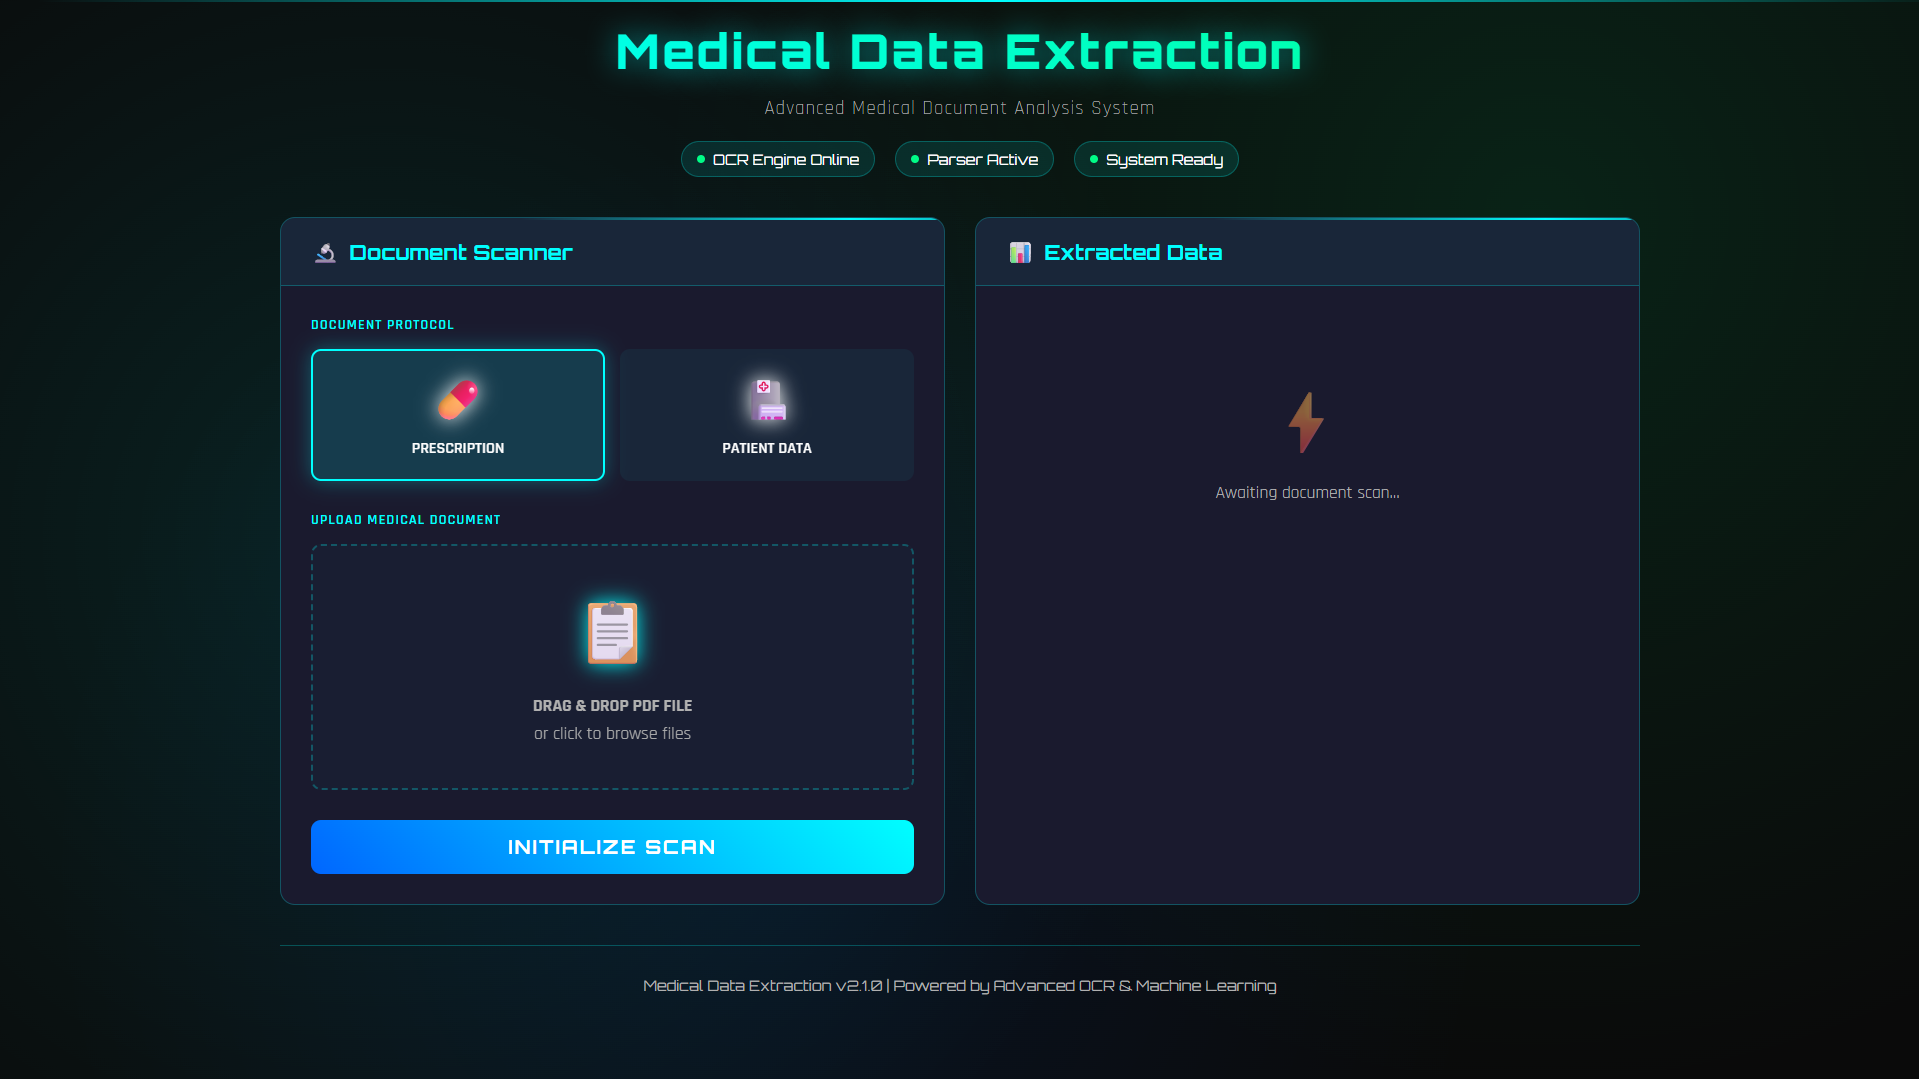 Medical Data Extraction
Advanced Medical Document Analysis System
OCR Engine Online
Parser Active
System Ready
Document Scanner
DOCUMENT PROTOCOL
PRESCRIPTION
PATIENT DATA
UPLOAD MEDICAL DOCUMENT
DRAG & DROP PDF FILE
or click to browse files
INITIALIZE SCAN
Extracted Data
Awaiting document scan...
Medical Data Extraction v2.1.0 | Powered by Advanced OCR & Machine Learning